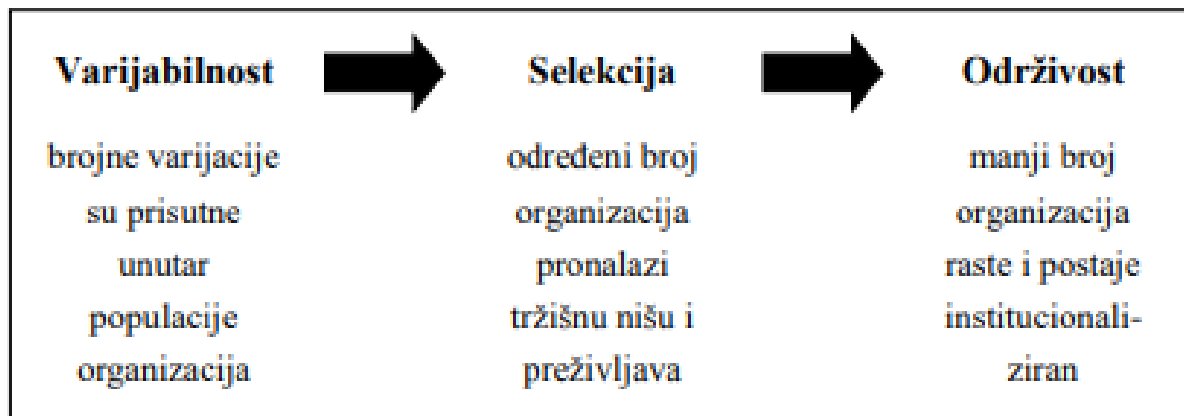 Varijabilnost
brojne varijacije
su prisutne
unutar
populacije
organizacija
Selekcija
određeni broj
organizacija
pronalazi
tržišnu nišu i
preživljava
Održivost
manji broj
organizacija
raste i postaje
institucionali-
ziran